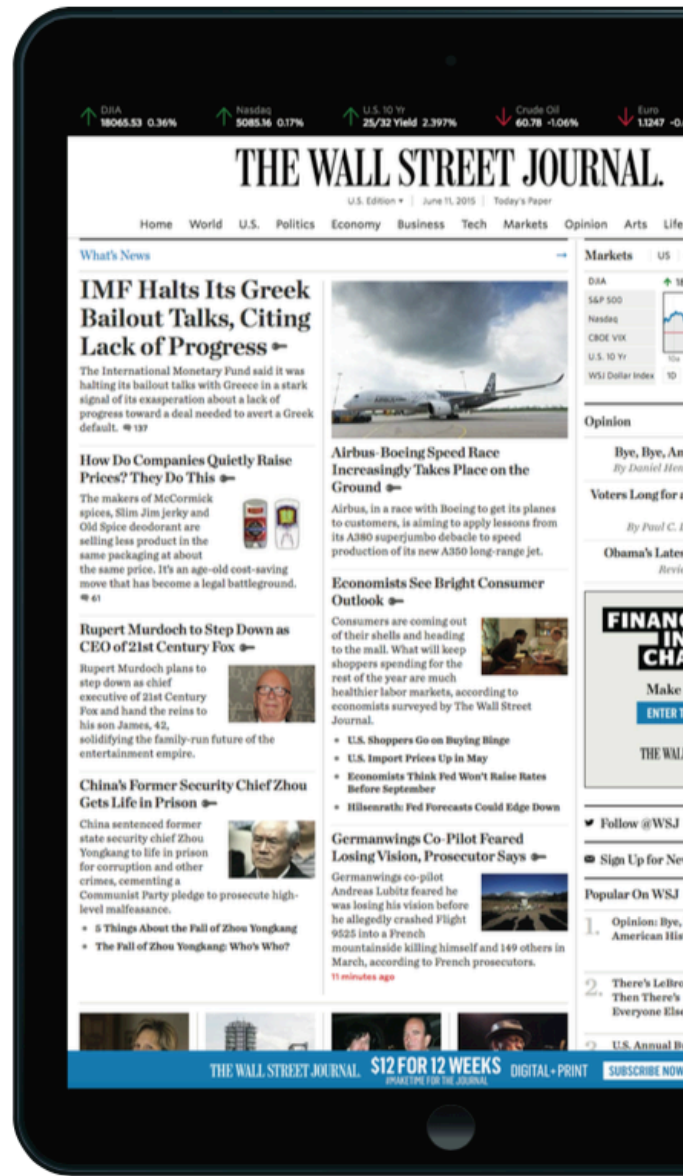 DJIA
18065.53 0.36%
Nasdaq
5085.16 0.17%
U.S. 10 Yr
25/32 Yield 2.397%
Crude Oil
60.78 -1.06%
Euro
1.1247 -0.
THE WALL STREET JOURNAL.
U.S. Edition ▾ | June 11, 2015 | Today's Paper
Home World U.S. Politics Economy Business Tech Markets Opinion Arts Life
What's News →
IMF Halts Its Greek
Bailout Talks, Citing
Lack of Progress
The International Monetary Fund said it was
halting its bailout talks with Greece in a stark
signal of its exasperation about a lack of
progress toward a deal needed to avert a Greek
default. 137
How Do Companies Quietly Raise
Prices? They Do This
The makers of McCormick
spices, Slim Jim jerky and
Old Spice deodorant are
selling less product in the
same packaging at about
the same price. It's an age-old cost-saving
move that has become a legal battleground.
61
Rupert Murdoch to Step Down as
CEO of 21st Century Fox
Rupert Murdoch plans to
step down as chief
executive of 21st Century
Fox and hand the reins to
his son James, 42,
solidifying the family-run future of the
entertainment empire.
China's Former Security Chief Zhou
Gets Life in Prison
China sentenced former
state security chief Zhou
Yongkang to life in prison
for corruption and other
crimes, cementing a
Communist Party pledge to prosecute high-
level malfeasance.
• 5 Things About the Fall of Zhou Yongkang
• The Fall of Zhou Yongkang: Who's Who?
Airbus-Boeing Speed Race
Increasingly Takes Place on the
Ground
Airbus, in a race with Boeing to get its planes
to customers, is aiming to apply lessons from
its A380 superjumbo debacle to speed
production of its new A350 long-range jet.
Economists See Bright Consumer
Outlook
Consumers are coming out
of their shells and heading
to the mall. What will keep
shoppers spending for the
rest of the year are much
healthier labor markets, according to
economists surveyed by The Wall Street
Journal.
• U.S. Shoppers Go on Buying Binge
• U.S. Import Prices Up in May
• Economists Think Fed Won't Raise Rates
Before September
• Hilsenrath: Fed Forecasts Could Edge Down
Germanwings Co-Pilot Feared
Losing Vision, Prosecutor Says
Germanwings co-pilot
Andreas Lubitz feared he
was losing his vision before
he allegedly crashed Flight
9525 into a French
mountainside killing himself and 149 others in
March, according to French prosecutors.
11 minutes ago
Markets US
DJIA 18
S&P 500
Nasdaq
CBOE VIX
U.S. 10 Yr 10a
WSJ Dollar Index 1D
Opinion
Bye, Bye, Am
By Daniel Hen
Voters Long for a
By Paul C. L
Obama's Lates
Revie
FINANC
IN
CHA
Make
ENTER T
THE WAL
Follow @WSJ
Sign Up for Ne
Popular On WSJ
1. Opinion: Bye,
American His
2. There's LeBro
Then There's
Everyone Else
U.S. Annual B
THE WALL STREET JOURNAL. $12 FOR 12 WEEKS DIGITAL+PRINT SUBSCRIBE NOW
#MAKETIME FOR THE JOURNAL